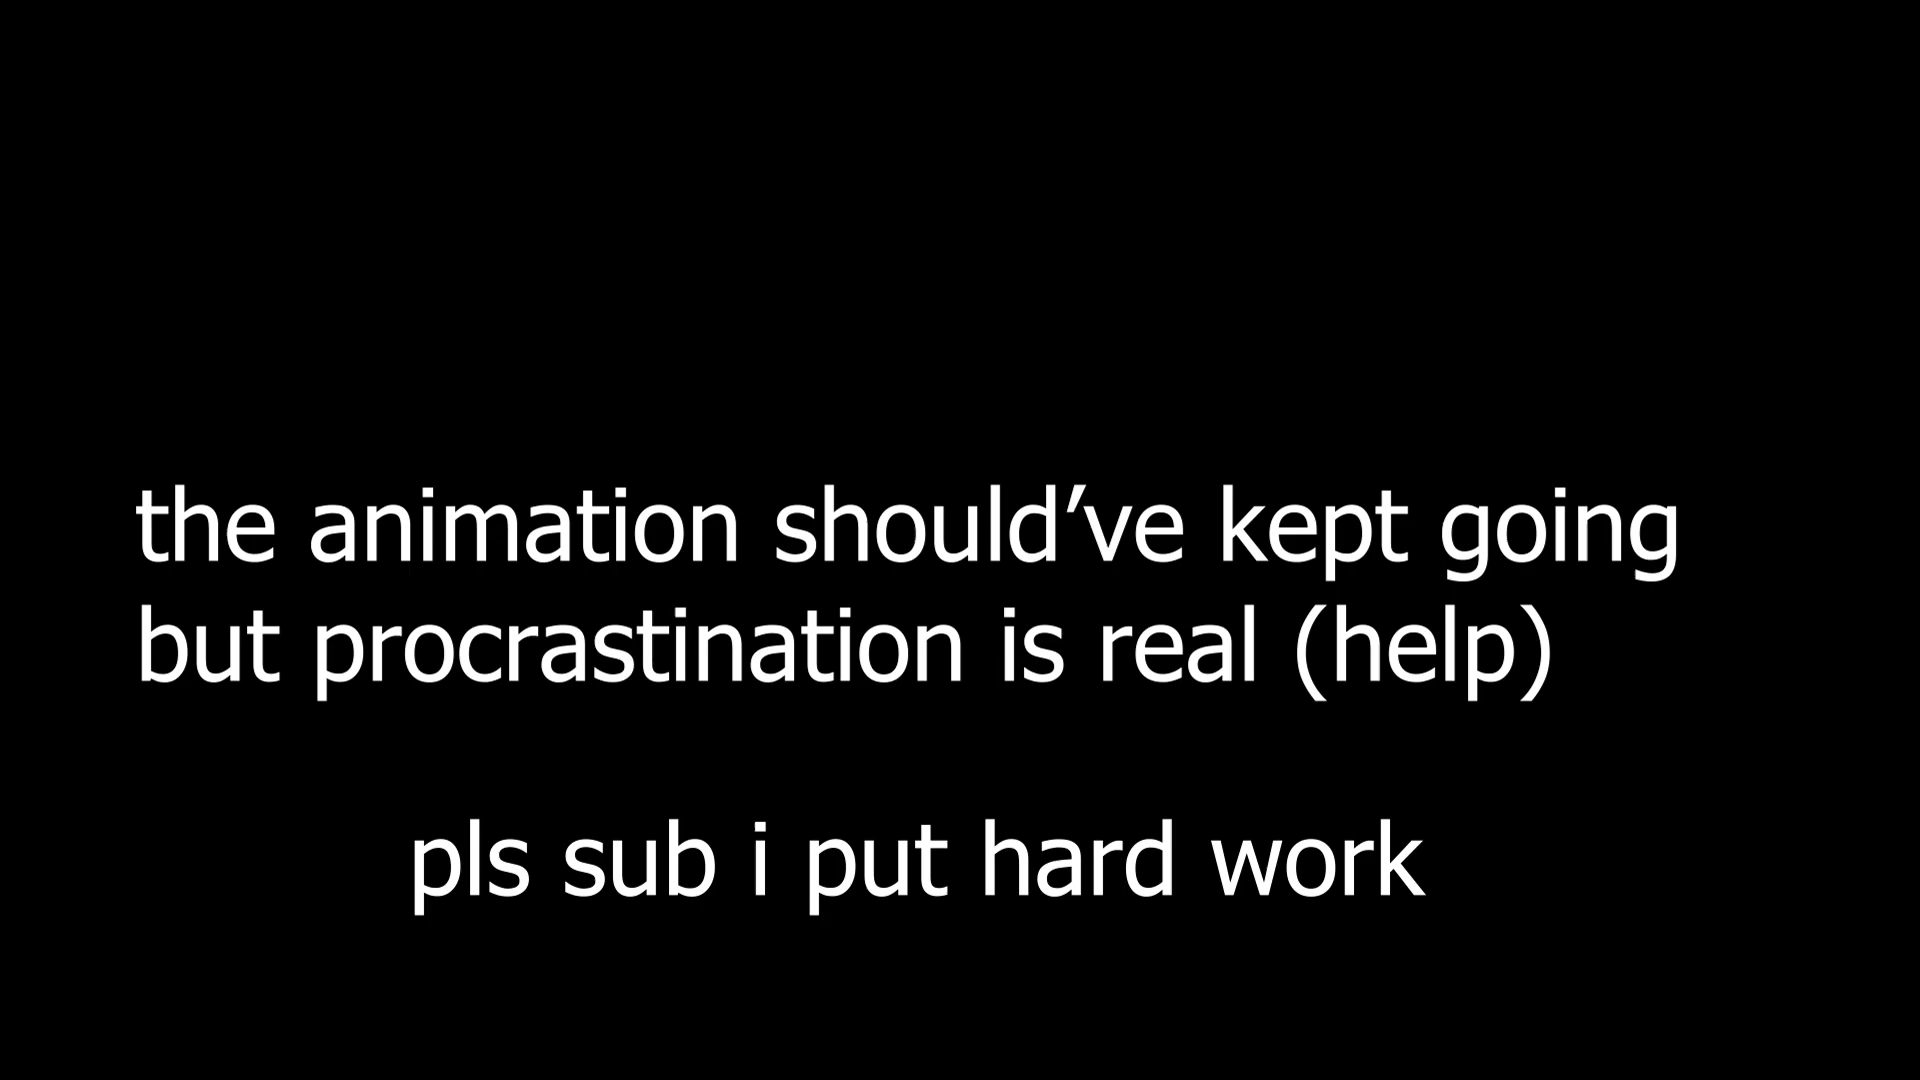 the animation should’ve kept going
but procrastination is real (help)
pls sub i put hard work